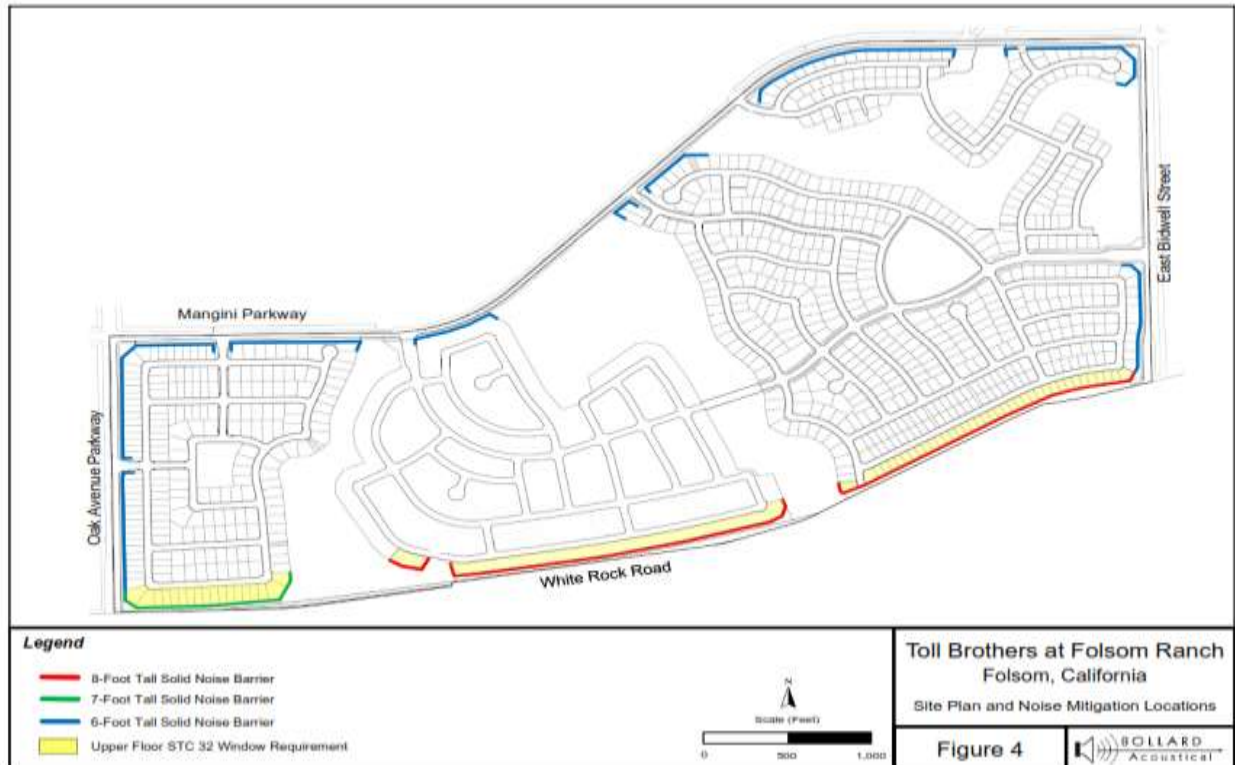 Mangini Parkway
Oak Avenue Parkway
East Bidwell Street
White Rock Road
Legend
8-Foot Tall Solid Noise Barrier
7-Foot Tall Solid Noise Barrier
6-Foot Tall Solid Noise Barrier
Upper Floor STC 32 Window Requirement
N
Scale (Feet)
0 500 1,000
Toll Brothers at Folsom Ranch
Folsom, California
Site Plan and Noise Mitigation Locations
Figure 4
BOLLARD
Acoustical